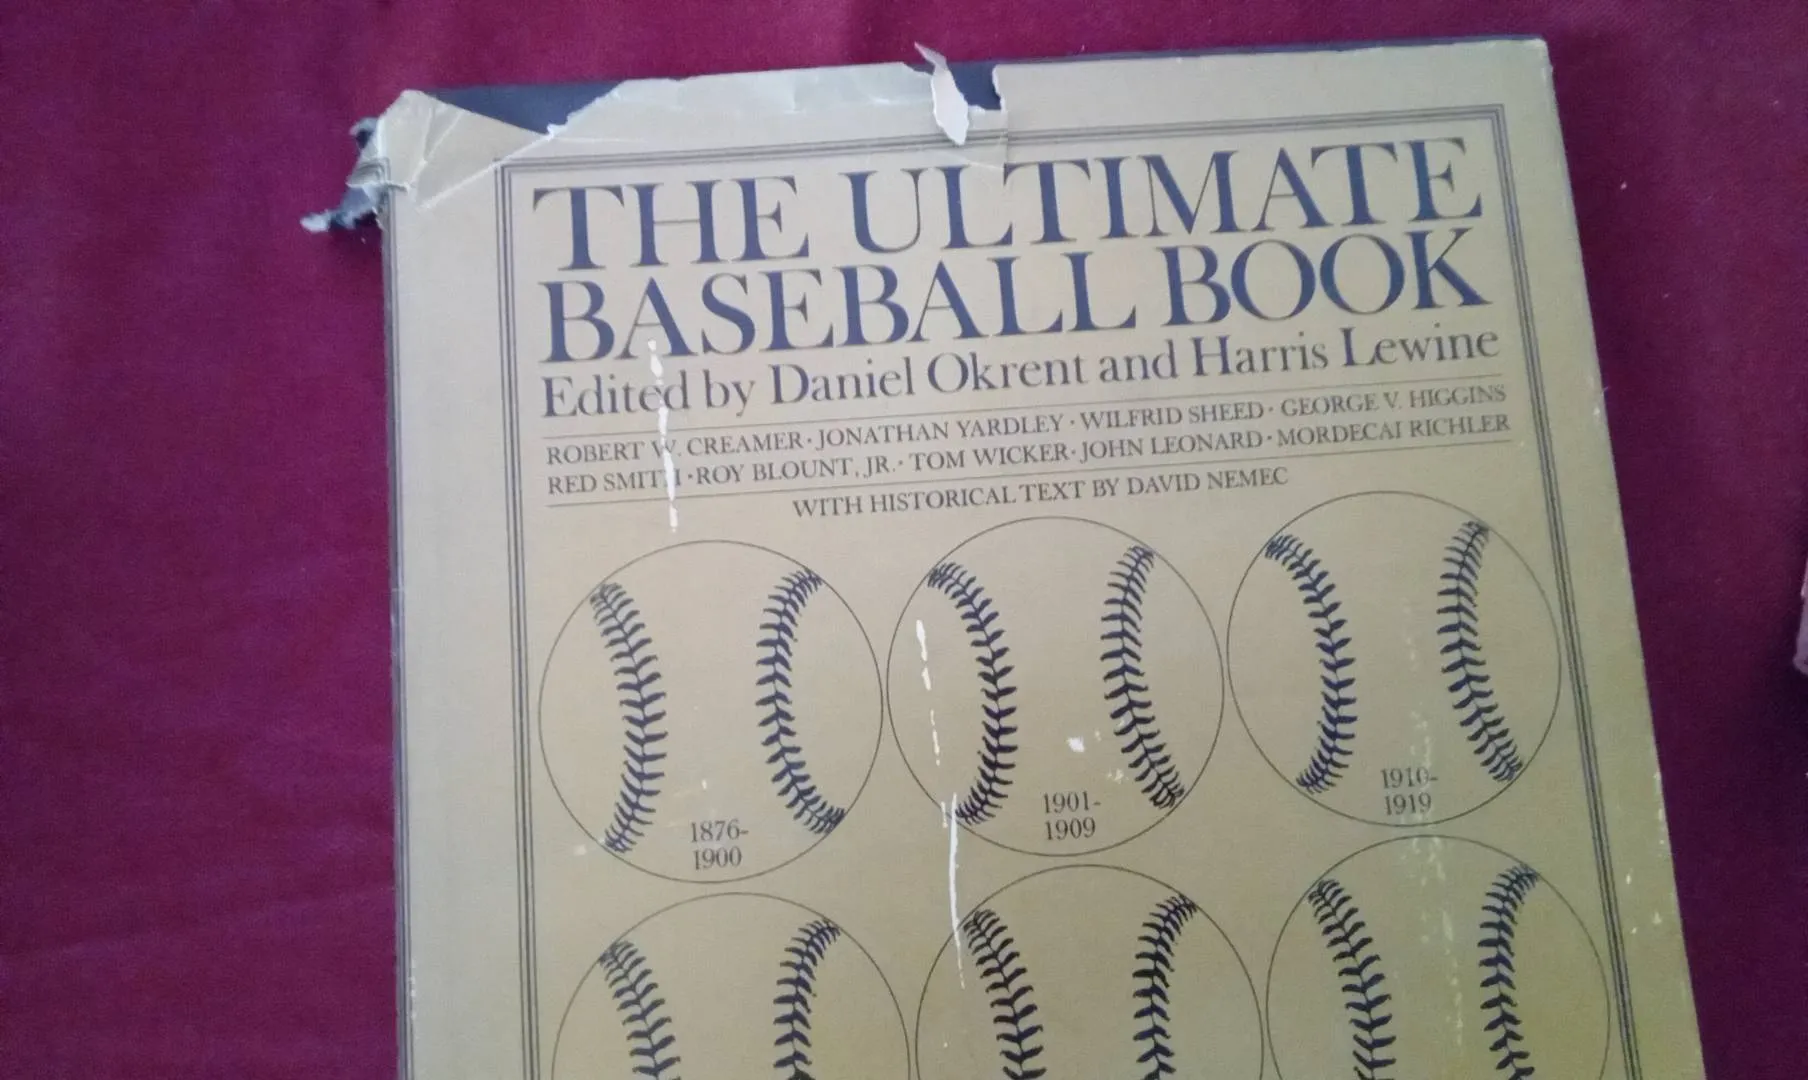 THE ULTIMATE
BASEBALL BOOK
Edited by Daniel Okrent and Harris Lewine
ROBERT W. CREAMER · JONATHAN YARDLEY · WILFRID SHEED · GEORGE V. HIGGINS
RED SMITH · ROY BLOUNT, JR. · TOM WICKER · JOHN LEONARD · MORDECAI RICHLER
WITH HISTORICAL TEXT BY DAVID NEMEC
1876-
1900
1901-
1909
1910-
1919